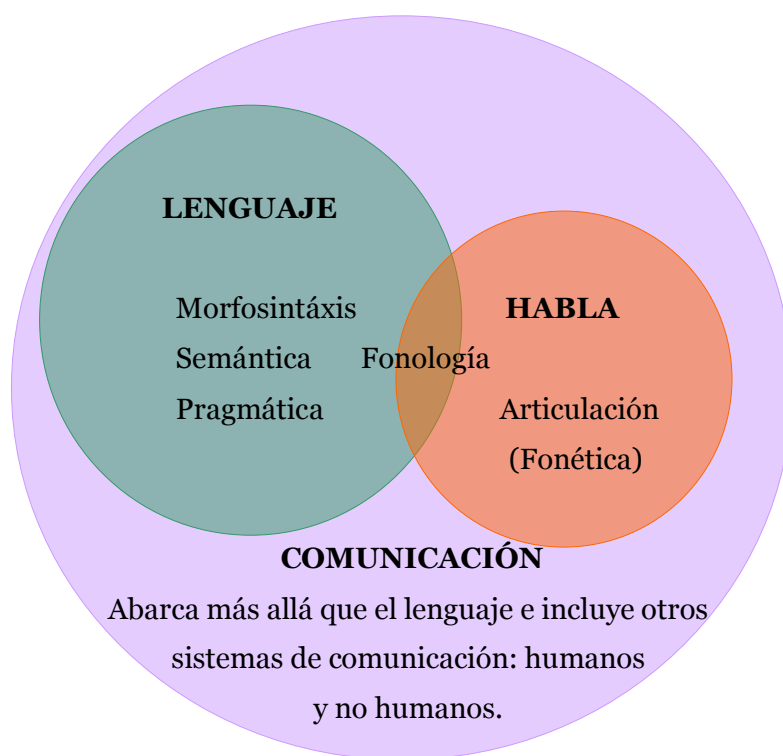 LENGUAJE
Morfosintáxis
Semántica
Pragmática
Fonología
HABLA
Articulación
(Fonética)
COMUNICACIÓN
Abarca más allá que el lenguaje e incluye otros
sistemas de comunicación: humanos
y no humanos.